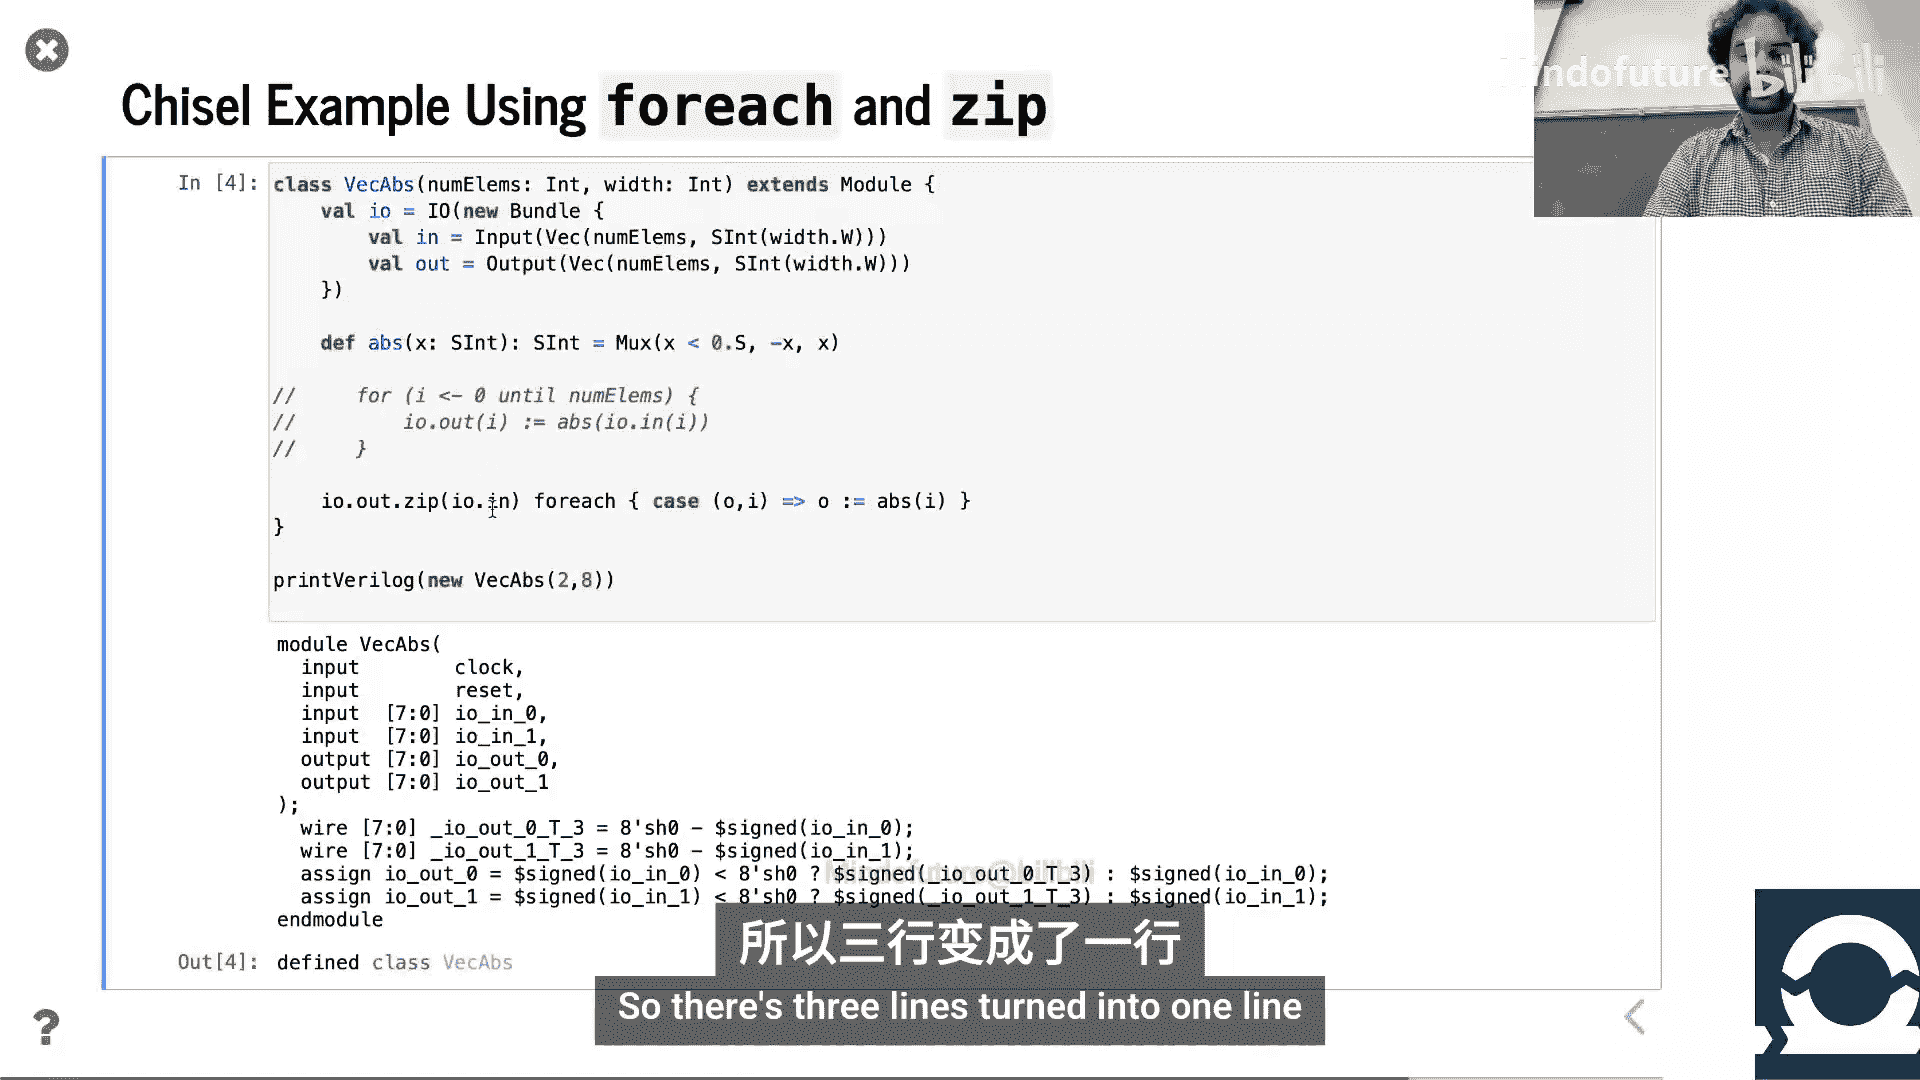 Mindofuture bilibili
Chisel Example Using foreach and zip
In [4]:
class VecAbs(numElems: Int, width: Int) extends Module {
    val io = IO(new Bundle {
        val in = Input(Vec(numElems, SInt(width.W)))
        val out = Output(Vec(numElems, SInt(width.W)))
    })
    def abs(x: SInt): SInt = Mux(x < 0.S, -x, x)
//     for (i <- 0 until numElems) {
//         io.out(i) := abs(io.in(i))
//     }
    io.out.zip(io.in) foreach { case (o,i) => o := abs(i) }
}
printVerilog(new VecAbs(2,8))
module VecAbs(
  input        clock,
  input        reset,
  input  [7:0] io_in_0,
  input  [7:0] io_in_1,
  output [7:0] io_out_0,
  output [7:0] io_out_1
);
  wire [7:0] _io_out_0_T_3 = 8'sh0 - $signed(io_in_0);
  wire [7:0] _io_out_1_T_3 = 8'sh0 - $signed(io_in_1);
  assign io_out_0 = $signed(io_in_0) < 8'sh0 ? $signed(_io_out_0_T_3) : $signed(io_in_0);
  assign io_out_1 = $signed(io_in_1) < 8'sh0 ? $signed(_io_out_1_T_3) : $signed(io_in_1);
endmodule
Mindofuture@bilibili
Out[4]: defined class VecAbs
所以三行变成了一行
So there's three lines turned into one line
?